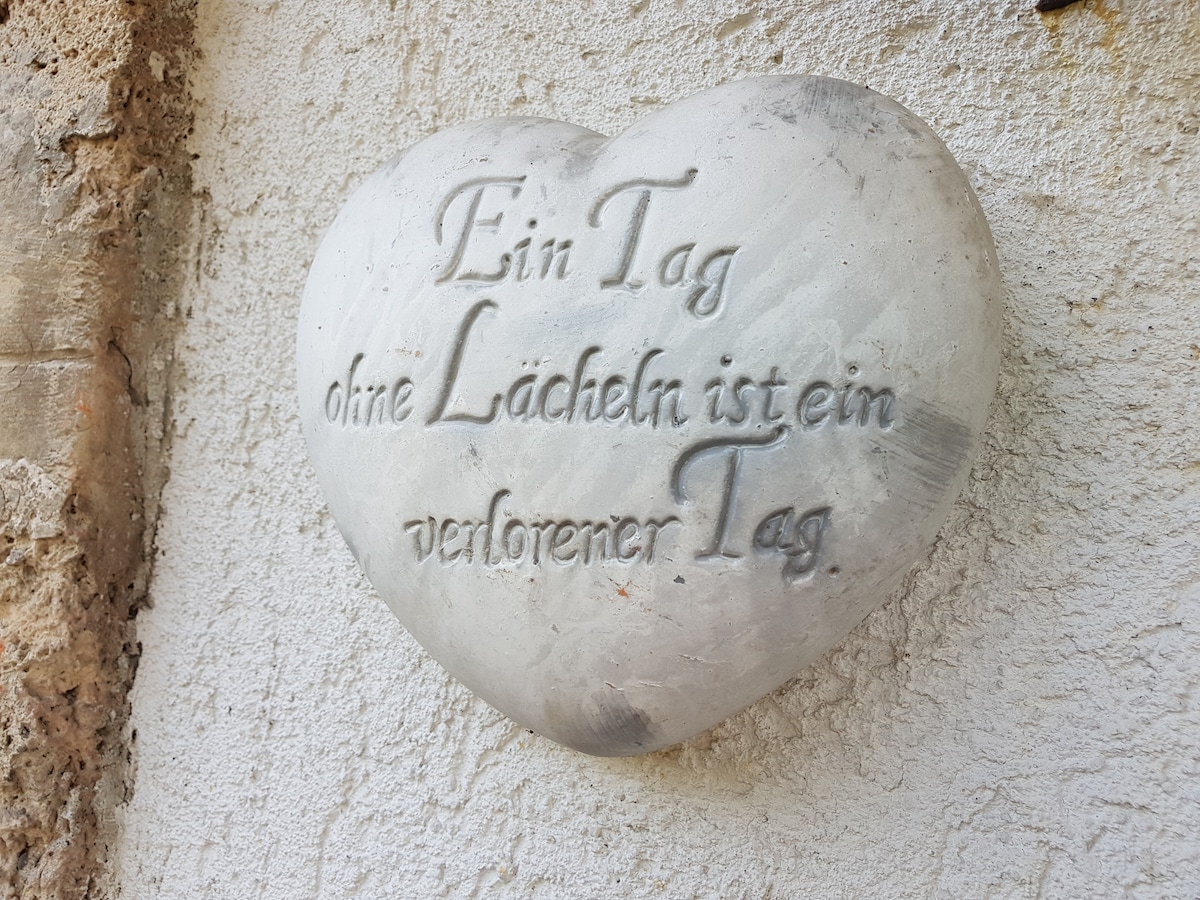 Ein Tag
ohne Lächeln ist ein
verlorener Tag.